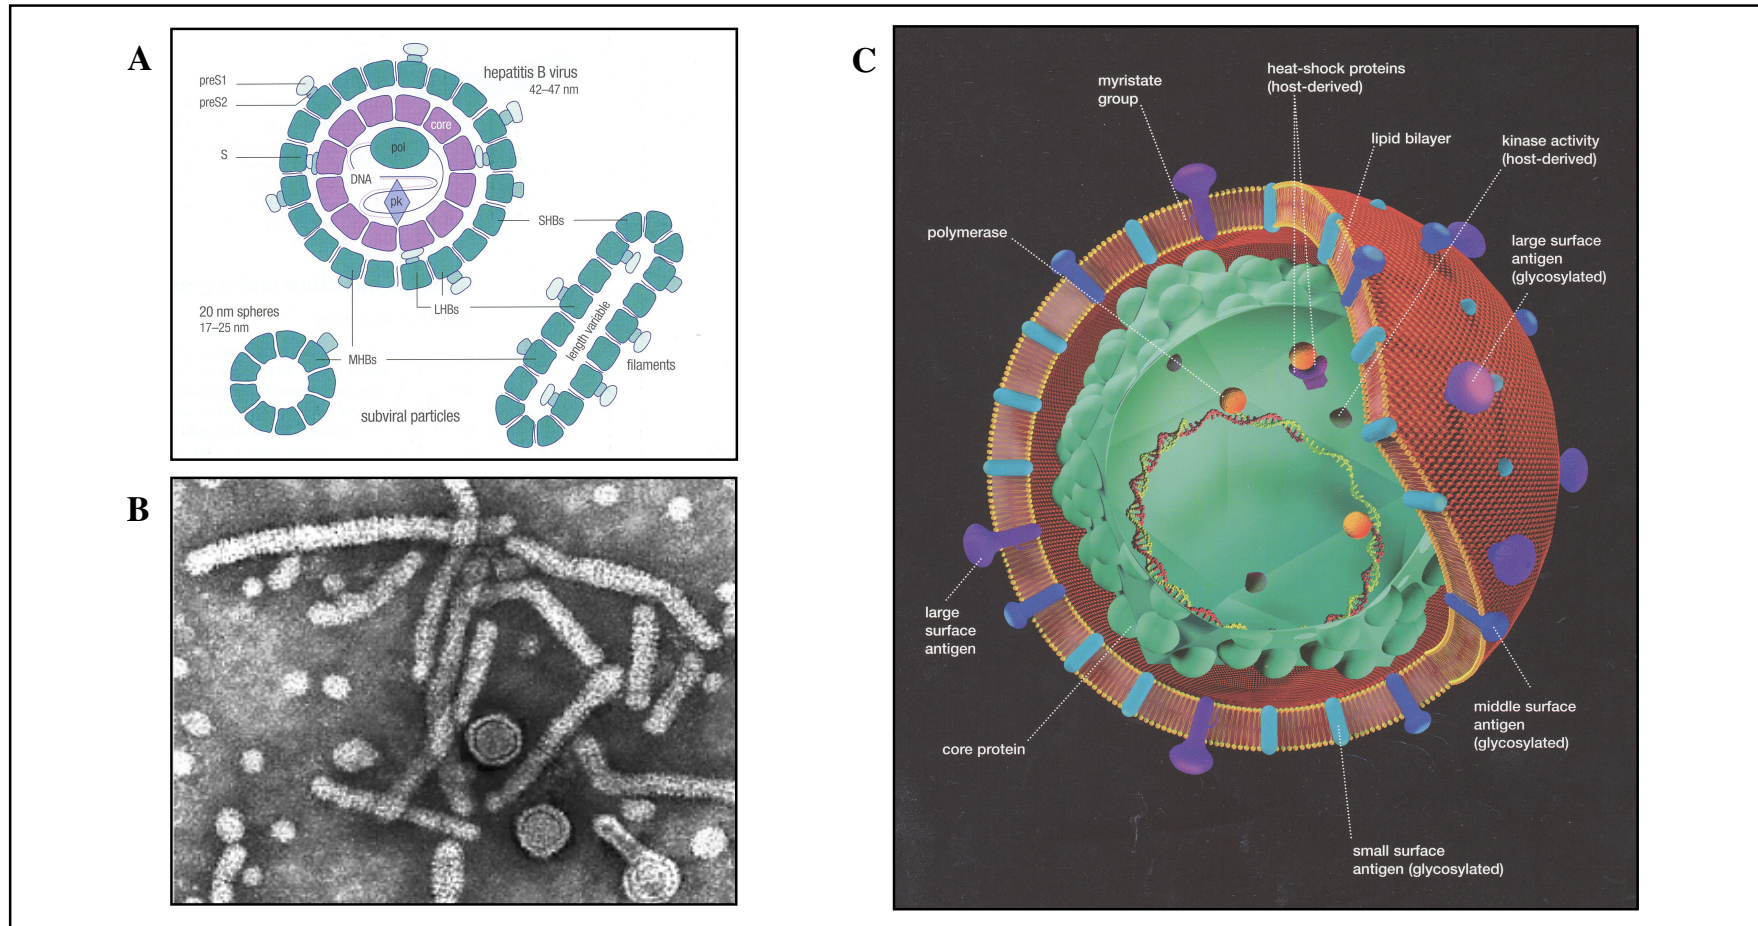 A
preS1
preS2
S
hepatitis B virus
42–47 nm
core
pol
DNA
pk
SHBs
LHBs
20 nm spheres
17–25 nm
MHBs
length variable
filaments
subviral particles
B
C
myristate
group
heat-shock proteins
(host-derived)
lipid bilayer
kinase activity
(host-derived)
polymerase
large surface
antigen
(glycosylated)
large
surface
antigen
core protein
middle surface
antigen
(glycosylated)
small surface
antigen (glycosylated)